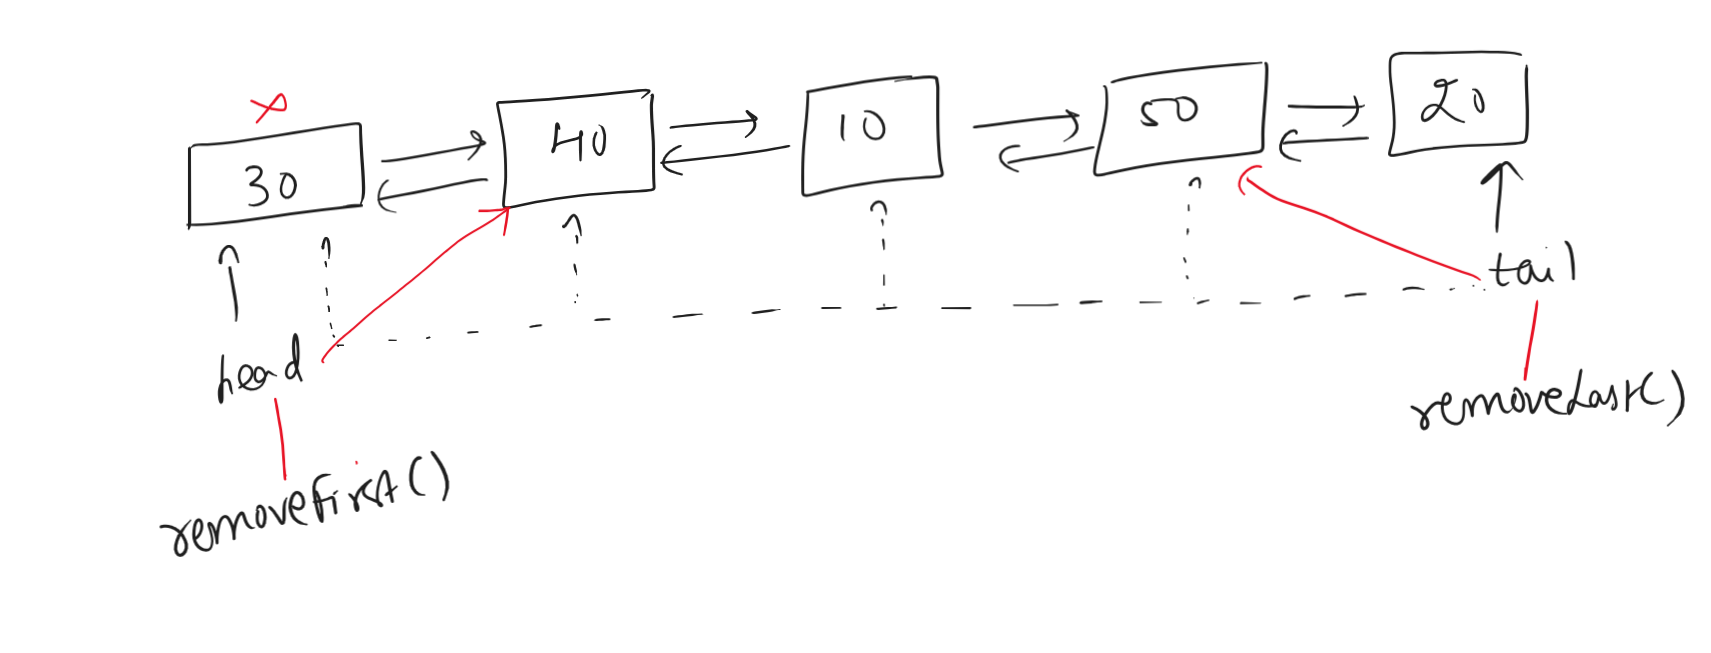 30 40 10 50 20
head tail
removefirst() removeLast()